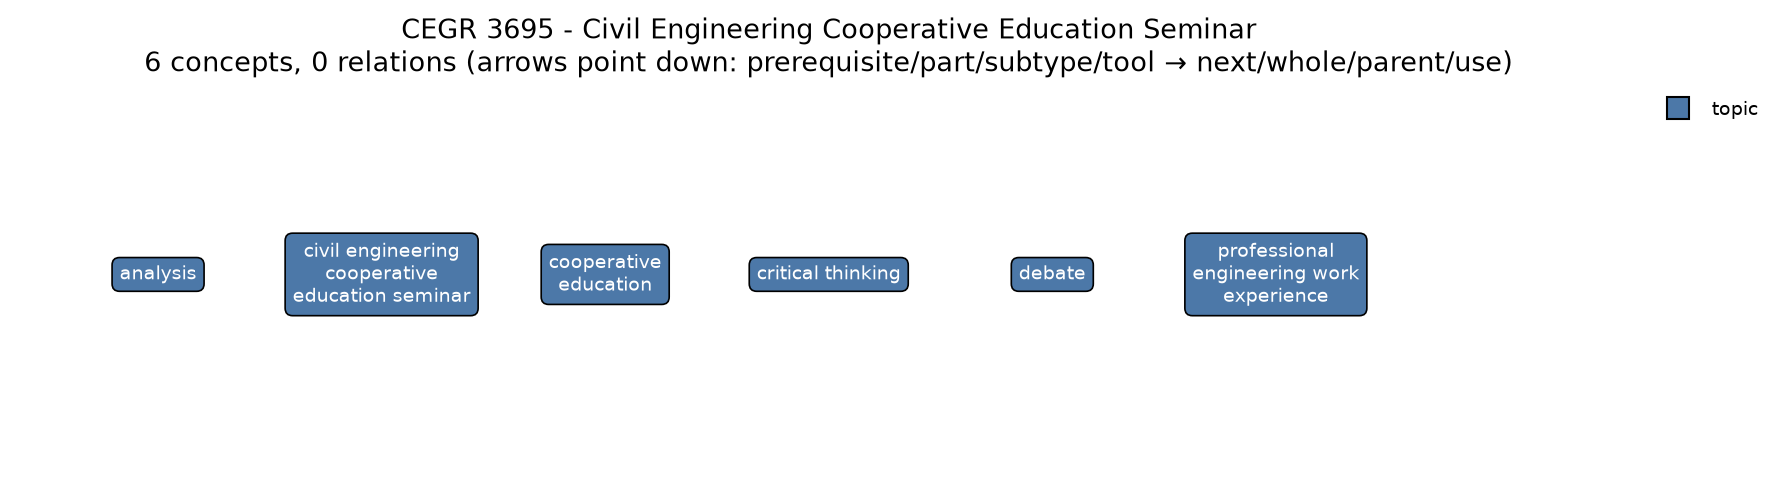 CEGR 3695 - Civil Engineering Cooperative Education Seminar
6 concepts, 0 relations (arrows point down: prerequisite/part/subtype/tool → next/whole/parent/use)
topic
analysis
civil engineering
cooperative
education seminar
cooperative
education
critical thinking
debate
professional
engineering work
experience